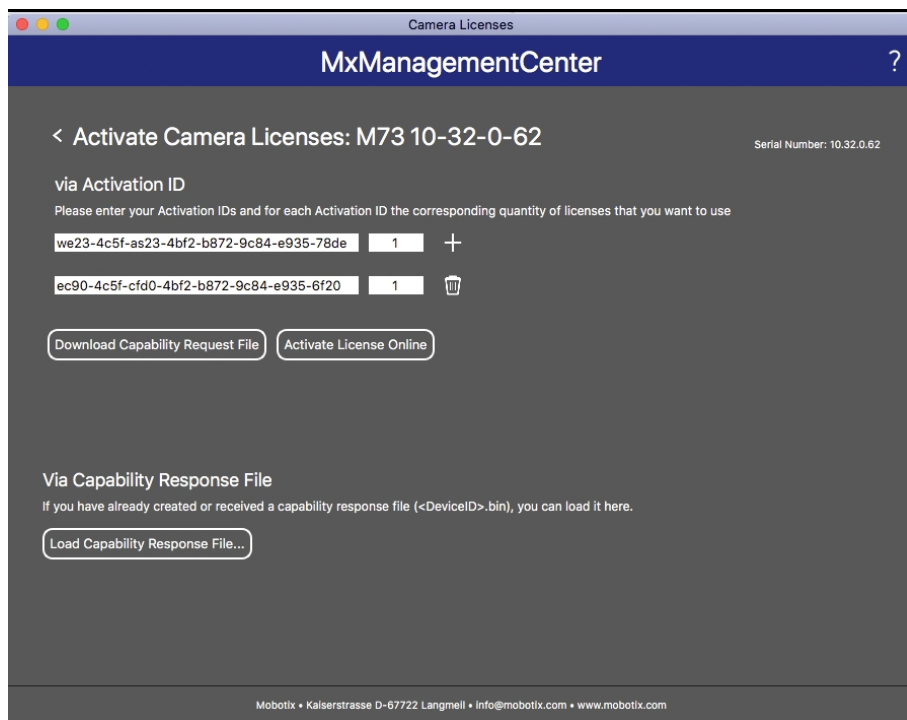 Camera Licenses
MxManagementCenter
?
< Activate Camera Licenses: M73 10-32-0-62
Serial Number: 10.32.0.62
via Activation ID
Please enter your Activation IDs and for each Activation ID the corresponding quantity of licenses that you want to use
we23-4c5f-as23-4bf2-b872-9c84-e935-78de 1 +
ec90-4c5f-cfd0-4bf2-b872-9c84-e935-6f20 1
Download Capability Request File Activate License Online
Via Capability Response File
If you have already created or received a capability response file (<DeviceID>.bin), you can load it here.
Load Capability Response File...
Mobotix • Kaiserstrasse D-67722 Langmeil • info@mobotix.com • www.mobotix.com